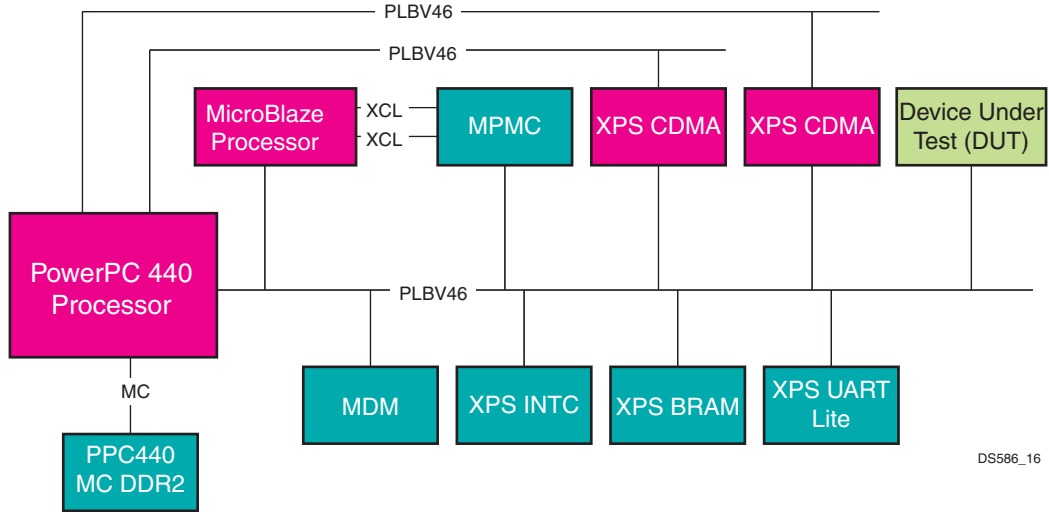 PLBV46
PLBV46
MicroBlaze
Processor
XCL
XCL
MPMC
XPS CDMA
XPS CDMA
Device Under
Test (DUT)
PowerPC 440
Processor
PLBV46
MC
MDM
XPS INTC
XPS BRAM
XPS UART
Lite
PPC440
MC DDR2
DS586_16